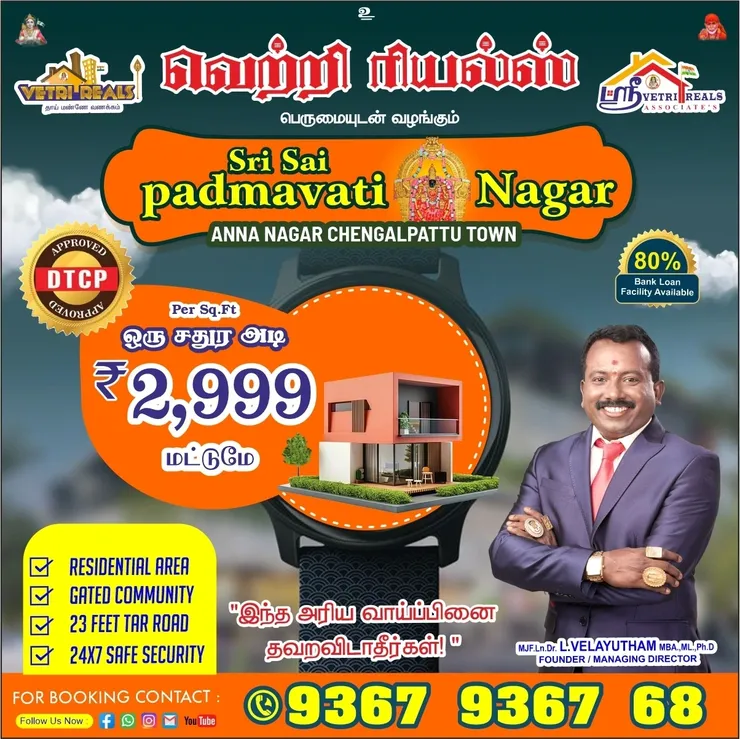 உ
வெற்றி ரியல்ஸ்
VETRI REALS
தாய் மண்ணே வணக்கம்
ஸ்ரீ VETRI REALS
ASSOCIATE'S
பெருமையுடன் வழங்கும்
Sri Sai
padmavati Nagar
ANNA NAGAR CHENGALPATTU TOWN
APPROVED
DTCP
APPROVED
80%
Bank Loan
Facility Available
Per Sq.Ft
ஒரு சதுர அடி
₹2,999
மட்டுமே
RESIDENTIAL AREA
GATED COMMUNITY
23 FEET TAR ROAD
24X7 SAFE SECURITY
"இந்த அரிய வாய்ப்பினை
தவறவிடாதீர்கள்! "
MJF.Ln.Dr. L.VELAYUTHAM MBA.,ML.,Ph.D
FOUNDER / MANAGING DIRECTOR
FOR BOOKING CONTACT :
9367 9367 68
Follow Us Now :
YouTube